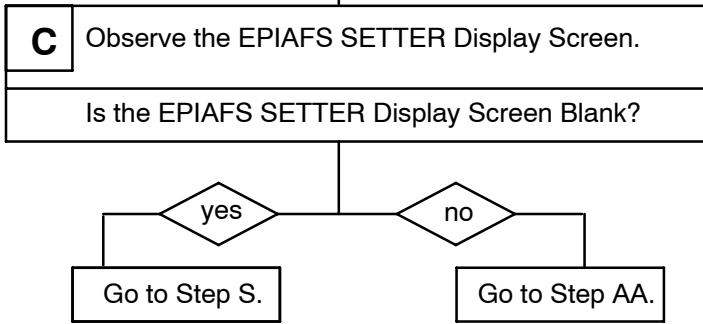 C Observe the EPIAFS SETTER Display Screen.
Is the EPIAFS SETTER Display Screen Blank?
yes no
Go to Step S. Go to Step AA.